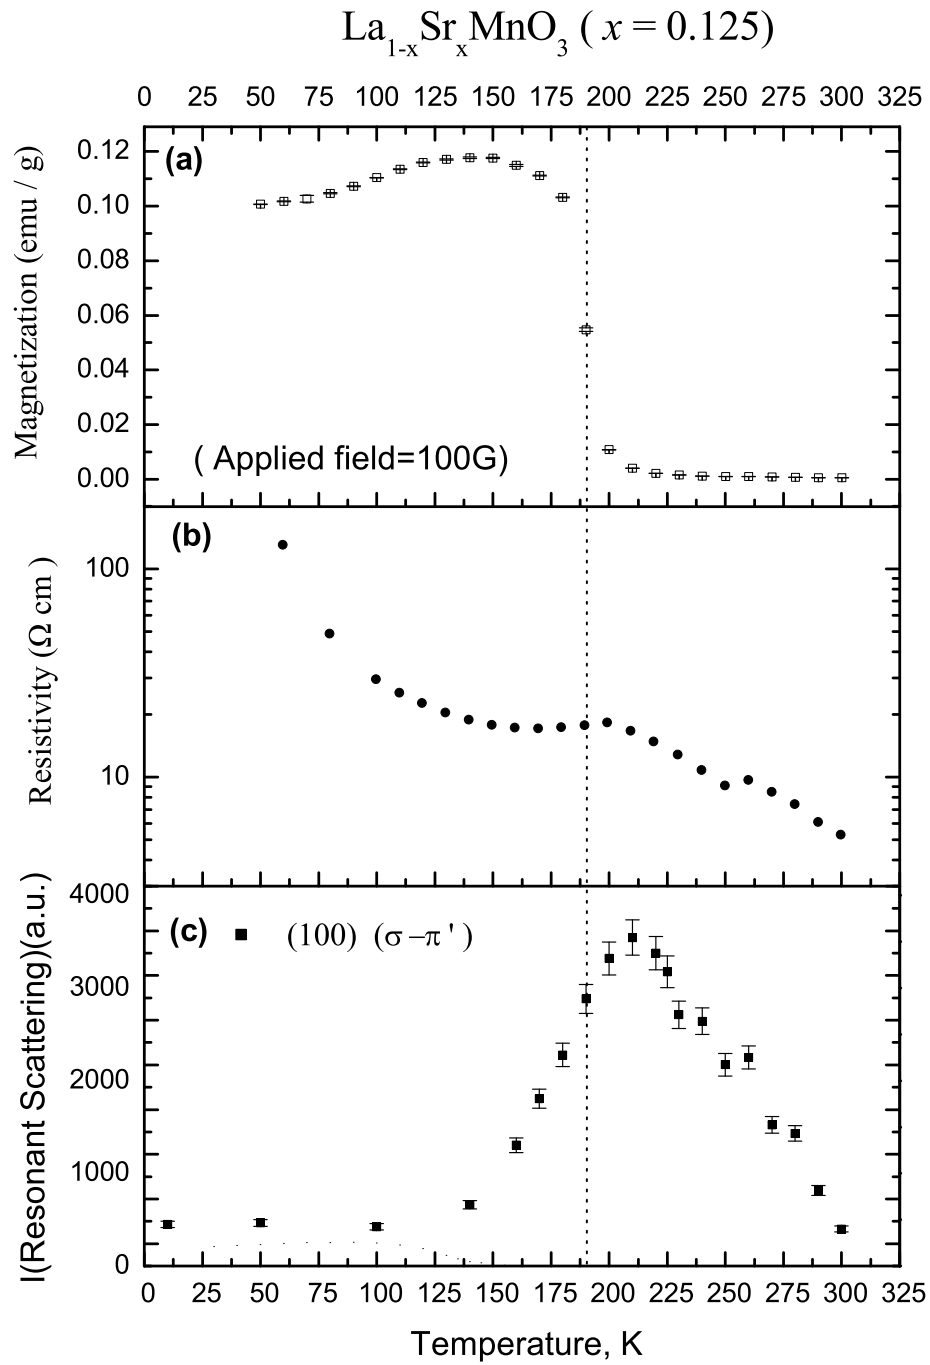 La1-xSrxMnO3 ( x = 0.125)
0 25 50 75 100 125 150 175 200 225 250 275 300 325
(a)
Magnetization (emu / g)
0.12
0.10
0.08
0.06
0.04
0.02
0.00
( Applied field=100G)
(b)
Resistivity (Ω cm )
100
10
(c) (100) (σ–π')
I(Resonant Scattering)(a.u.)
4000
3000
2000
1000
0
0 25 50 75 100 125 150 175 200 225 250 275 300 325
Temperature, K